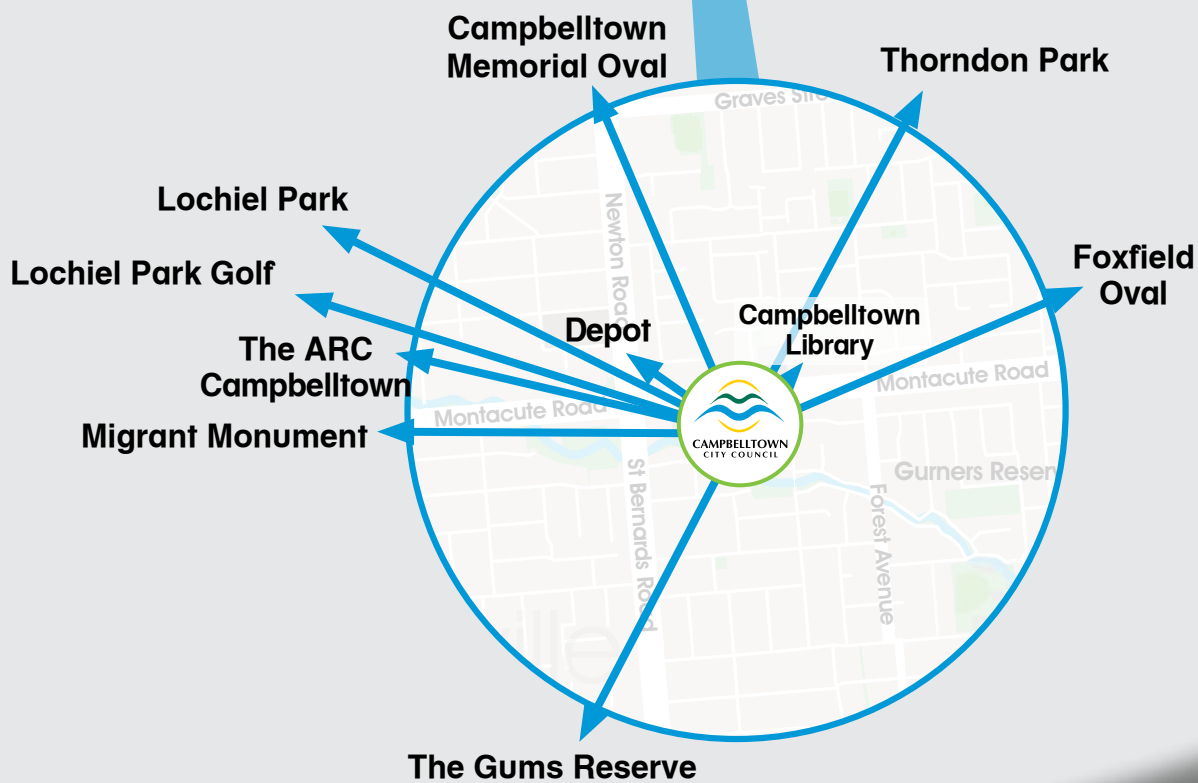 Campbelltown
Memorial Oval
Thorndon Park
Graves Stre
Lochiel Park
Newton Road
Lochiel Park Golf
Foxfield
Oval
Depot
Campbelltown
Library
The ARC
Campbelltown
Montacute Road
Montacute Road
Migrant Monument
CAMPBELLTOWN
CITY COUNCIL
Gurners Reserv
St Bernards Road
Forest Avenue
ville
The Gums Reserve